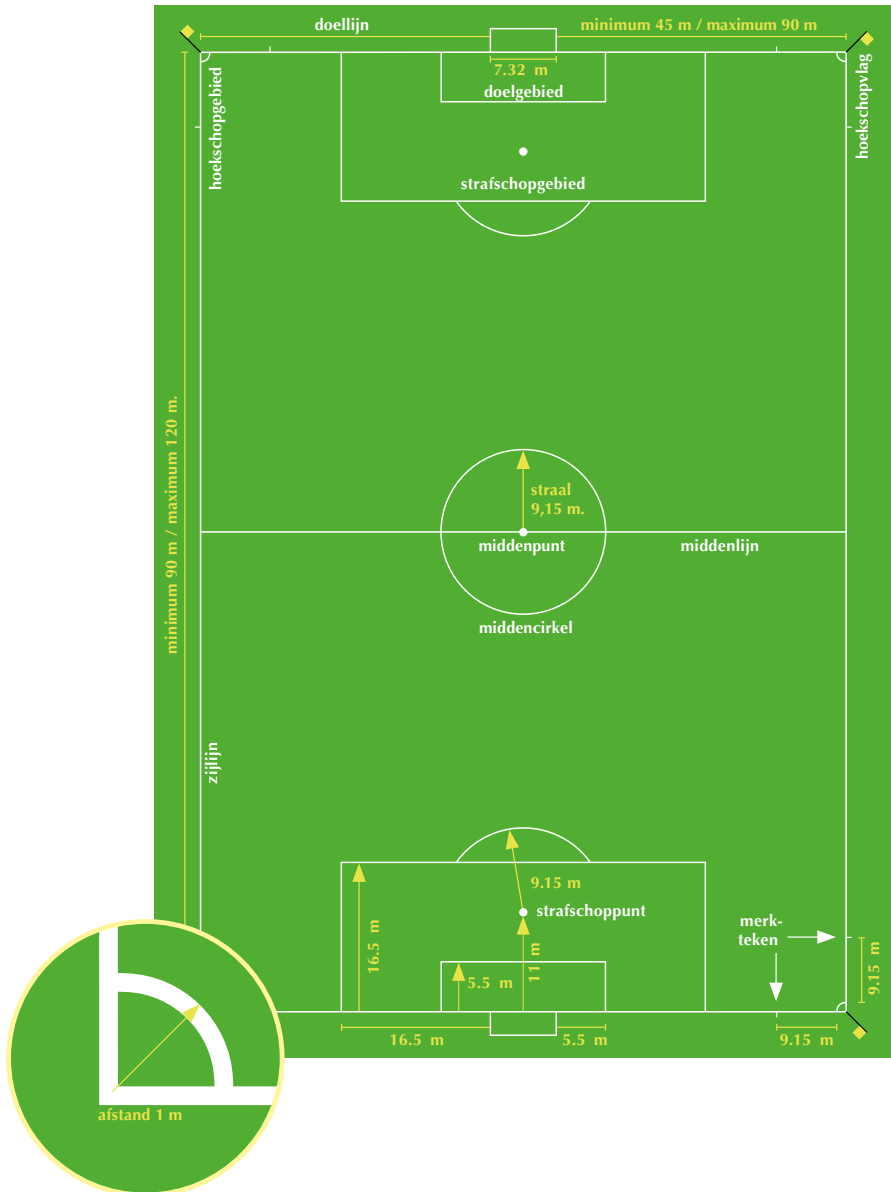 doellijn
minimum 45 m / maximum 90 m
7.32 m
doelgebied
hoekschopgebied
hoekschopvlag
strafschopgebied
minimum 90 m / maximum 120 m.
straal
9,15 m.
middenpunt
middenlijn
middencirkel
zijlijn
9.15 m
strafschoppunt
16.5 m
11 m
5.5 m
merk-
teken
9.15 m
16.5 m
5.5 m
9.15 m
afstand 1 m